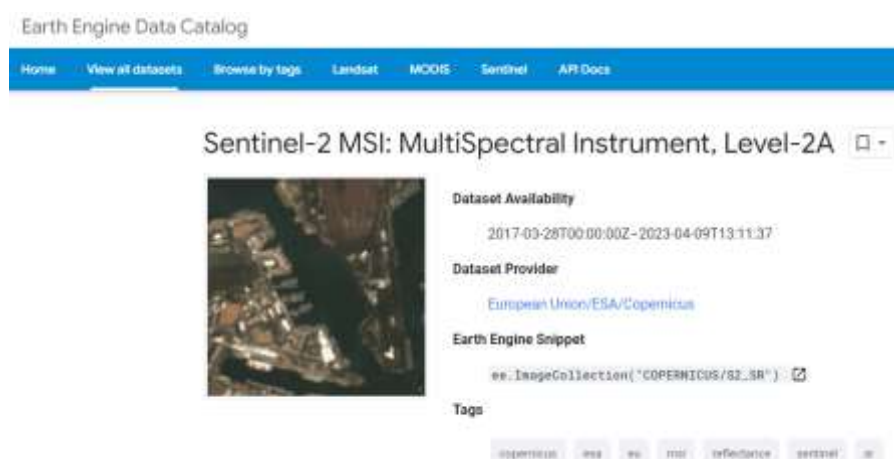 Earth Engine Data Catalog
Home View all datasets Browse by tags Landsat MODIS Sentinel API Docs
Sentinel-2 MSI: MultiSpectral Instrument, Level-2A
Dataset Availability
2017-03-28T00:00:00Z–2023-04-09T13:11:37
Dataset Provider
European Union/ESA/Copernicus
Earth Engine Snippet
ee.ImageCollection("COPERNICUS/S2_SR")
Tags
copernicus esa eu msi reflectance sentinel sr